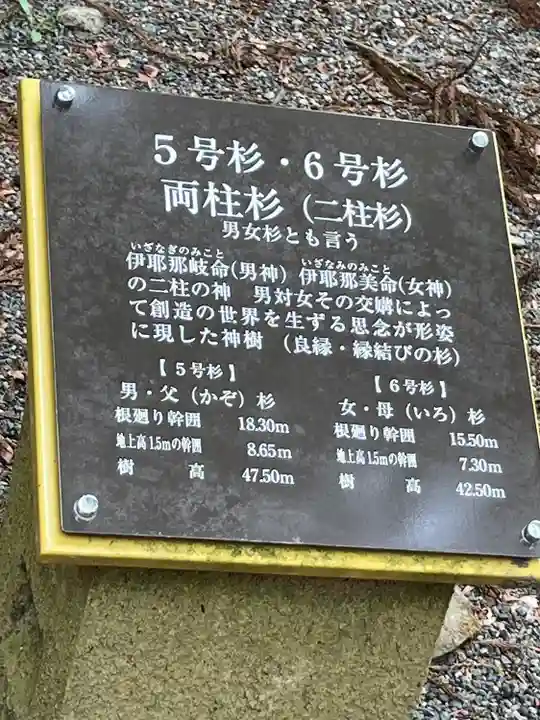 5号杉・6号杉
両柱杉（二柱杉）
男女杉とも言う
いざなぎのみこと いざなみのみこと
伊耶那岐命(男神) 伊耶那美命(女神)
の二柱の神 男対女その交媾によっ
て創造の世界を生ずる思念が形姿
に現した神樹 (良縁・縁結びの杉)
【5号杉】 【6号杉】
男・父（かぞ）杉 女・母（いろ）杉
根廻り幹囲 18.30m 根廻り幹囲 15.50m
地上高1.5mの幹囲 8.65m 地上高1.5mの幹囲 7.30m
樹高 47.50m 樹高 42.50m